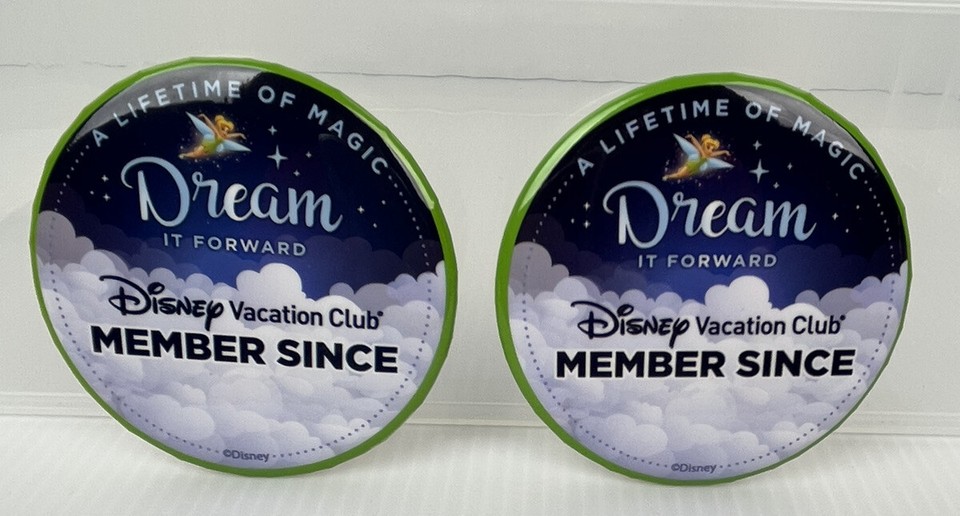 A LIFETIME OF MAGIC
Dream
IT FORWARD
Disney Vacation Club®
MEMBER SINCE
©Disney
A LIFETIME OF MAGIC
Dream
IT FORWARD
Disney Vacation Club®
MEMBER SINCE
©Disney